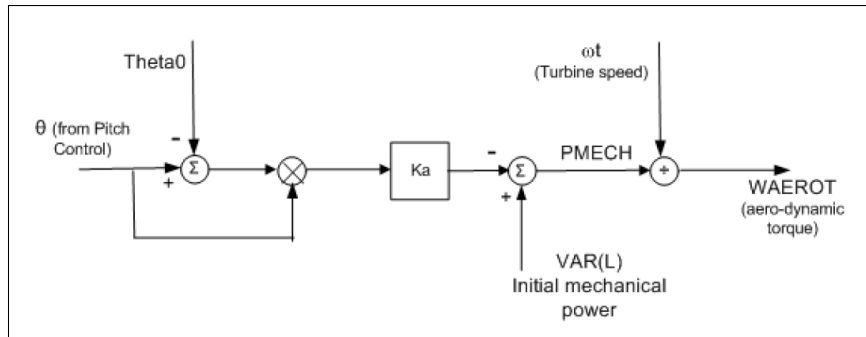 Theta0
ωt
(Turbine speed)
θ (from Pitch
Control)
-
+
Σ
Ka
-
+
Σ
PMECH
÷
WAEROT
(aero-dynamic
torque)
VAR(L)
Initial mechanical
power